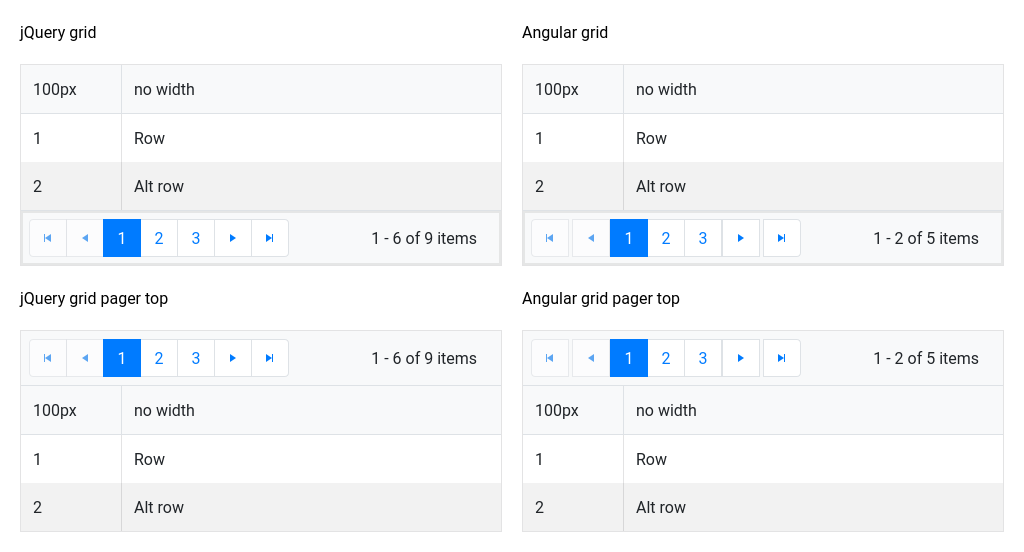 jQuery grid
100px no width
1 Row
2 Alt row
1 2 3 1 - 6 of 9 items
Angular grid
100px no width
1 Row
2 Alt row
1 2 3 1 - 2 of 5 items
jQuery grid pager top
1 2 3 1 - 6 of 9 items
100px no width
1 Row
2 Alt row
Angular grid pager top
1 2 3 1 - 2 of 5 items
100px no width
1 Row
2 Alt row